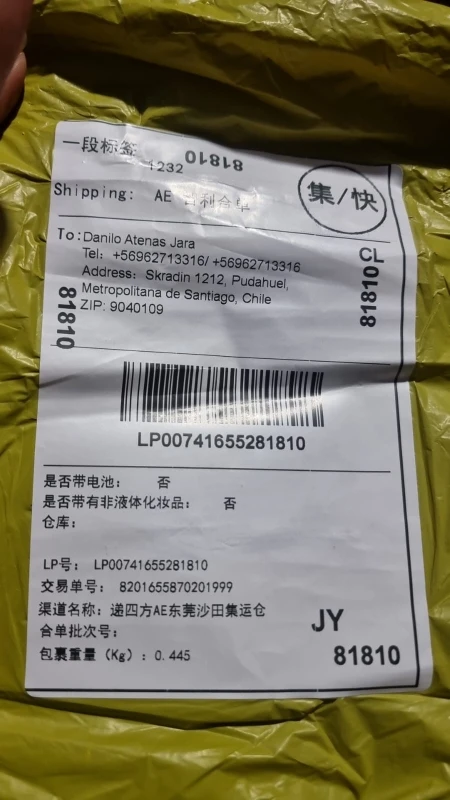 一段标签
1232
81810
Shipping: AE 吉利合单
集/快
To: Danilo Atenas Jara
Tel: +56962713316/ +56962713316
Address: Skradin 1212, Pudahuel,
Metropolitana de Santiago, Chile
ZIP: 9040109
CL
81810
81810
LP00741655281810
是否带电池: 否
是否带有非液体化妆品: 否
仓库:
LP号: LP00741655281810
交易单号: 8201655870201999
渠道名称: 递四方AE东莞沙田集运仓
合单批次号:
包裹重量 (Kg) : 0.445
JY
81810